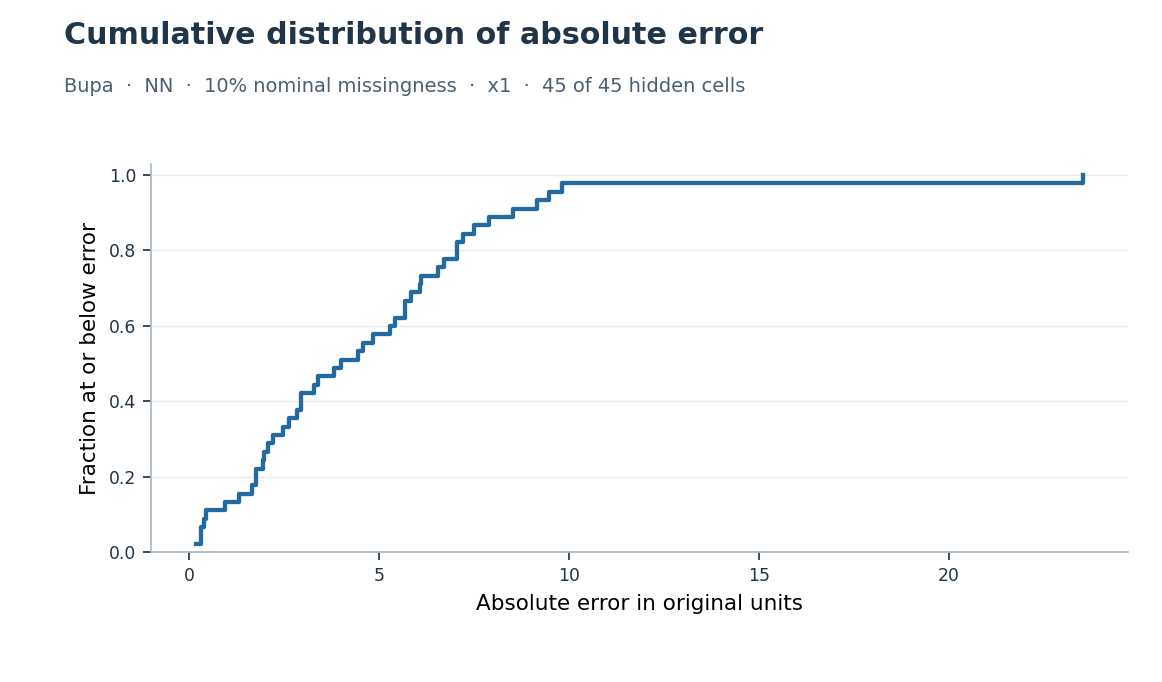 Cumulative distribution of absolute error
Bupa · NN · 10% nominal missingness · x1 · 45 of 45 hidden cells
Fraction at or below error
1.0
0.8
0.6
0.4
0.2
0.0
0 5 10 15 20
Absolute error in original units